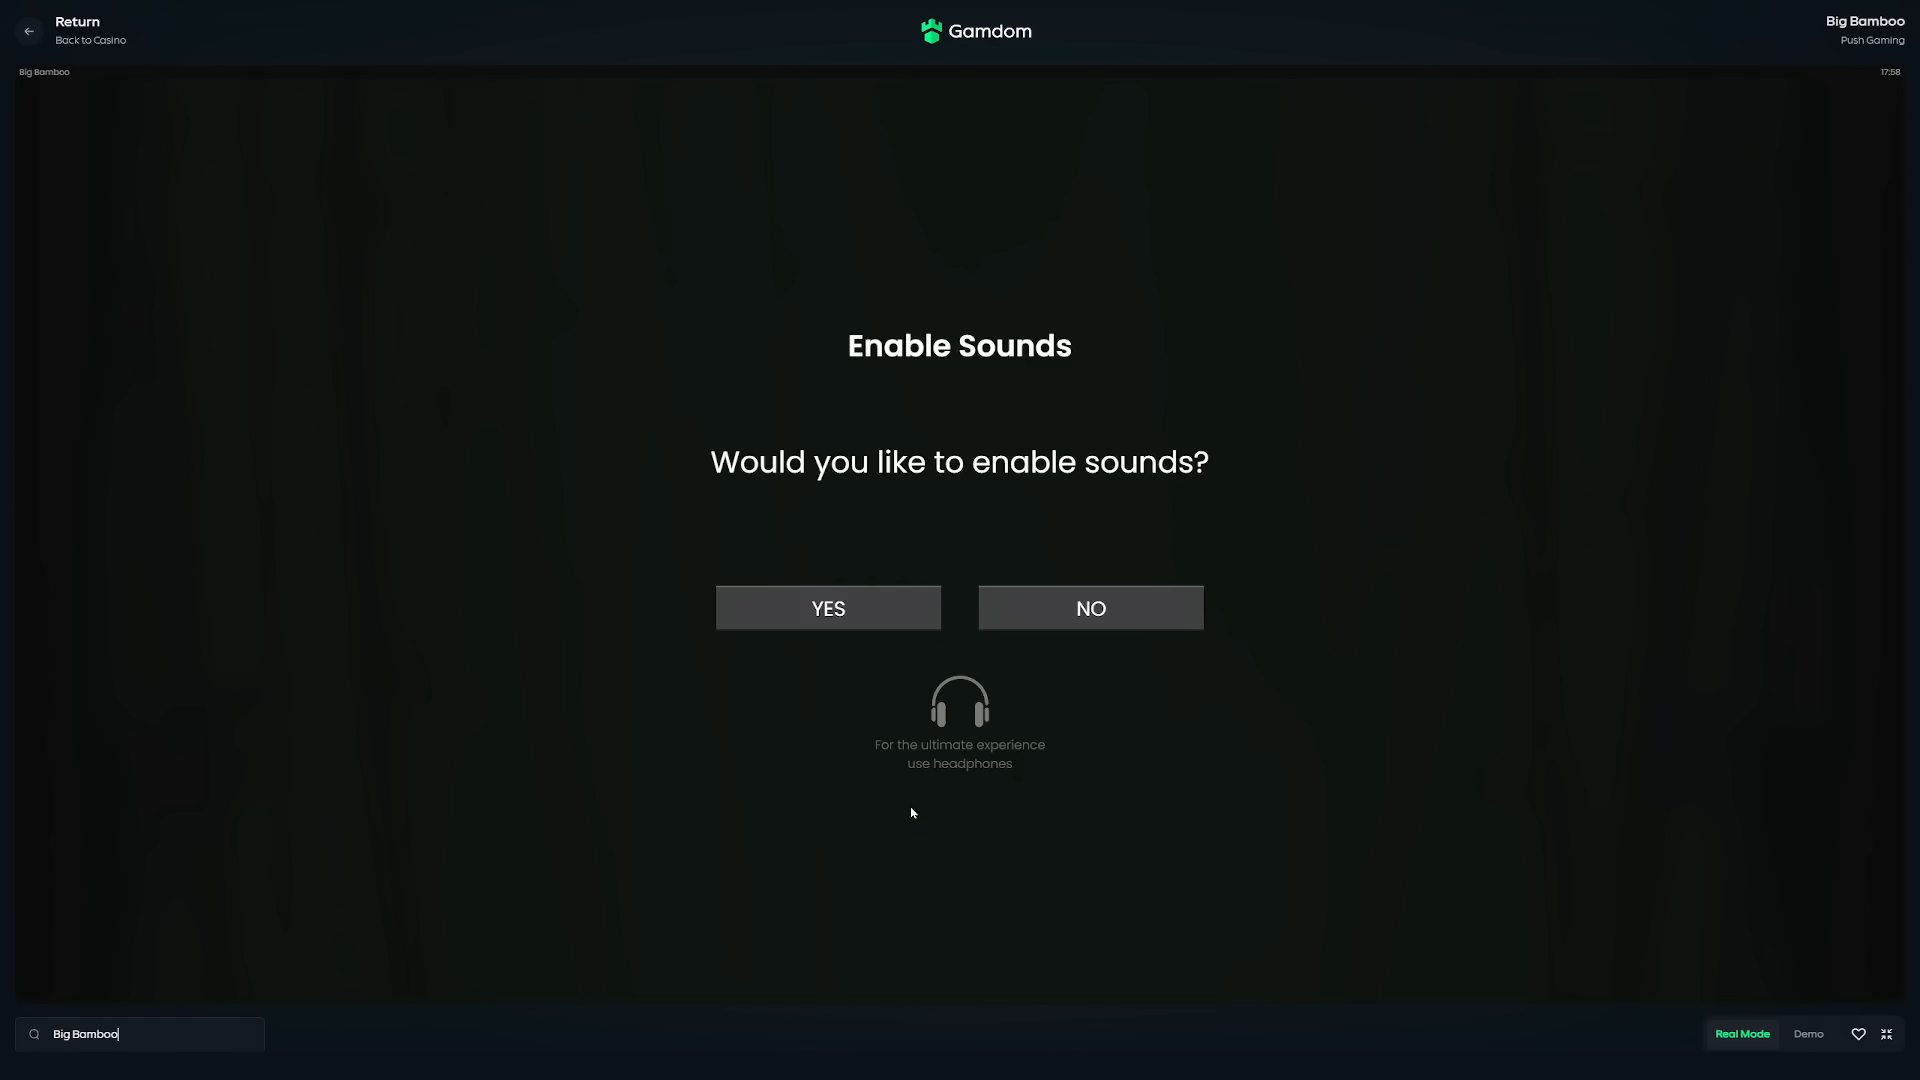 Return
Back to Casino
Gamdom
Big Bamboo
Push Gaming
Big Bamboo
17:58
Enable Sounds
Would you like to enable sounds?
YES
NO
For the ultimate experience
use headphones
Big Bamboo
Real Mode
Demo